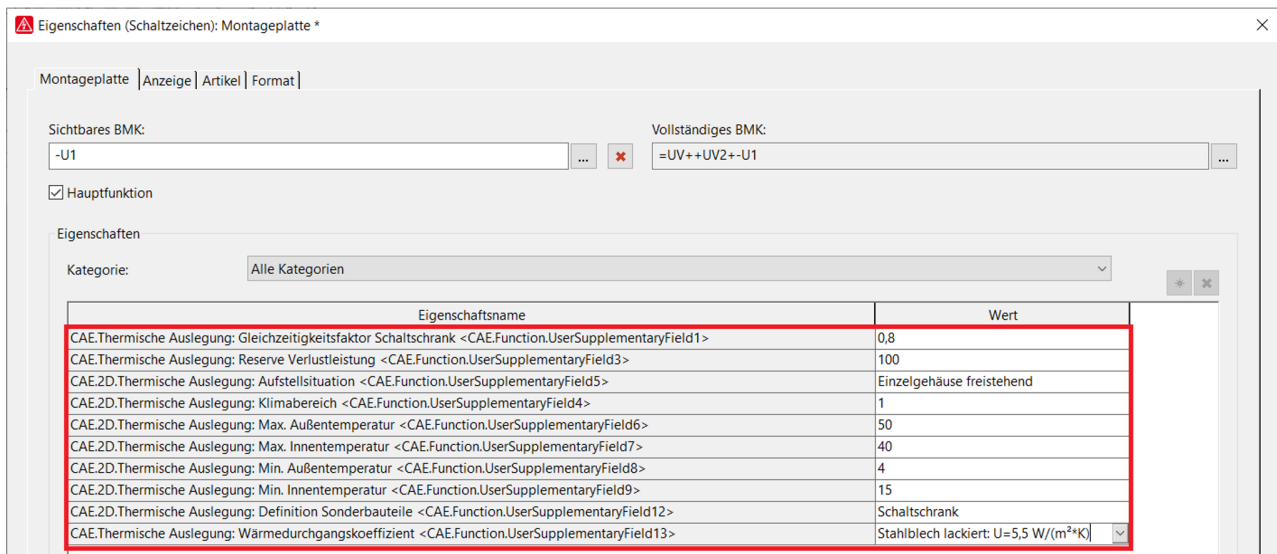 Eigenschaften (Schaltzeichen): Montageplatte *
Montageplatte Anzeige Artikel Format
Sichtbares BMK: Vollständiges BMK:
-U1 ... =UV++UV2+-U1 ...
Hauptfunktion
Eigenschaften
Kategorie: Alle Kategorien
Eigenschaftsname Wert
CAE.Thermische Auslegung: Gleichzeitigkeitsfaktor Schaltschrank <CAE.Function.UserSupplementaryField1> 0,8
CAE.Thermische Auslegung: Reserve Verlustleistung <CAE.Function.UserSupplementaryField3> 100
CAE.2D.Thermische Auslegung: Aufstellsituation <CAE.Function.UserSupplementaryField5> Einzelgehäuse freistehend
CAE.2D.Thermische Auslegung: Klimabereich <CAE.Function.UserSupplementaryField4> 1
CAE.2D.Thermische Auslegung: Max. Außentemperatur <CAE.Function.UserSupplementaryField6> 50
CAE.2D.Thermische Auslegung: Max. Innentemperatur <CAE.Function.UserSupplementaryField7> 40
CAE.2D.Thermische Auslegung: Min. Außentemperatur <CAE.Function.UserSupplementaryField8> 4
CAE.2D.Thermische Auslegung: Min. Innentemperatur <CAE.Function.UserSupplementaryField9> 15
CAE.2D.Thermische Auslegung: Definition Sonderbauteile <CAE.Function.UserSupplementaryField12> Schaltschrank
CAE.Thermische Auslegung: Wärmedurchgangskoeffizient <CAE.Function.UserSupplementaryField13> Stahlblech lackiert: U=5,5 W/(m²*K)